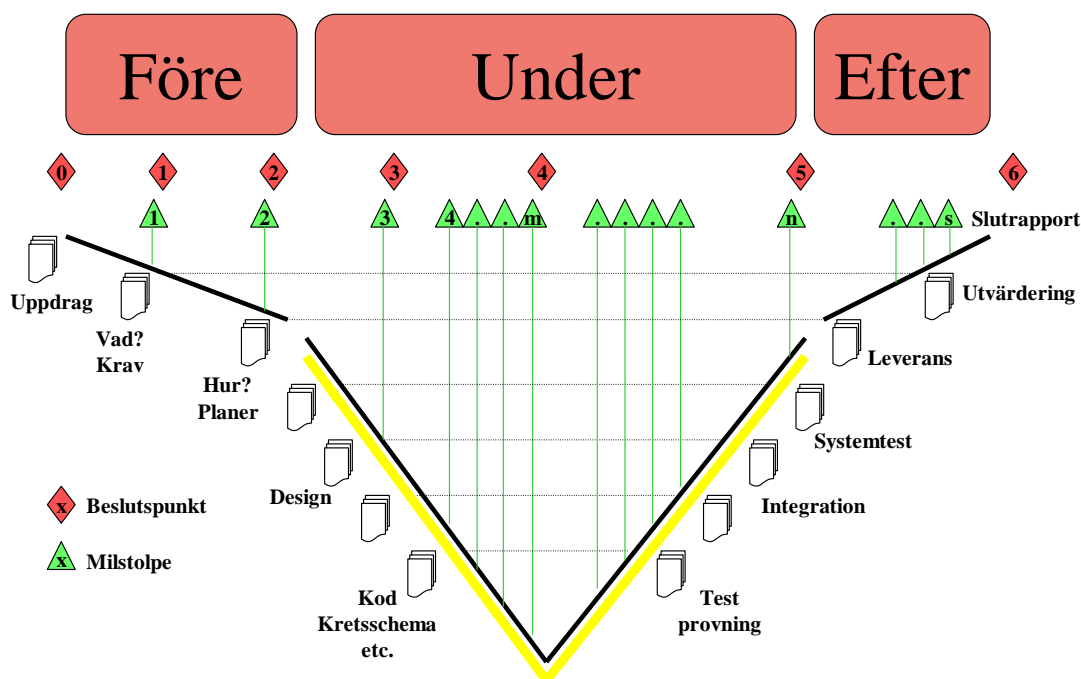 Före Under Efter
0 1 2 3 4 5 6
1 2 3 4 . . m . . . . n . . s Slutrapport
Uppdrag
Utvärdering
Vad?
Krav
Leverans
Hur?
Planer
Systemtest
Design
Integration
x Beslutspunkt
x Milstolpe
Kod
Kretsschema
etc.
Test
provning